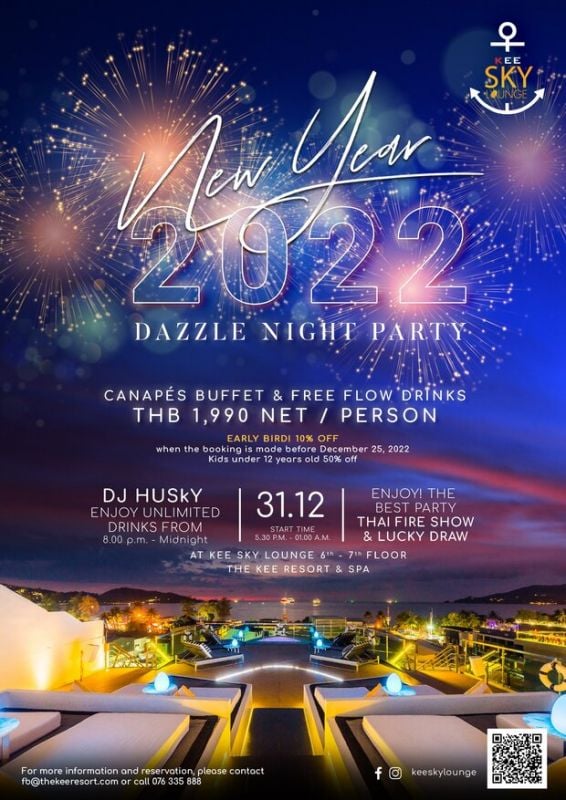 KEE
SKY
LOUNGE
New Year
2022
DAZZLE NIGHT PARTY
CANAPÉS BUFFET & FREE FLOW DRINKS
THB 1,990 NET / PERSON
EARLY BIRD! 10% OFF
when the booking is made before December 25, 2022
Kids under 12 years old 50% off
DJ HUSkY
ENJOY UNLIMITED
DRINKS FROM
8.00 p.m. - Midnight
31.12
START TIME
5.30 P.M. - 01.00 A.M.
ENJOY! THE
BEST PARTY
THAI FIRE SHOW
& LUCKY DRAW
AT KEE SKY LOUNGE 6th - 7th FLOOR
THE KEE RESORT & SPA
For more information and reservation, please contact
fb@thekeeresort.com or call 076 335 888
keeskylounge